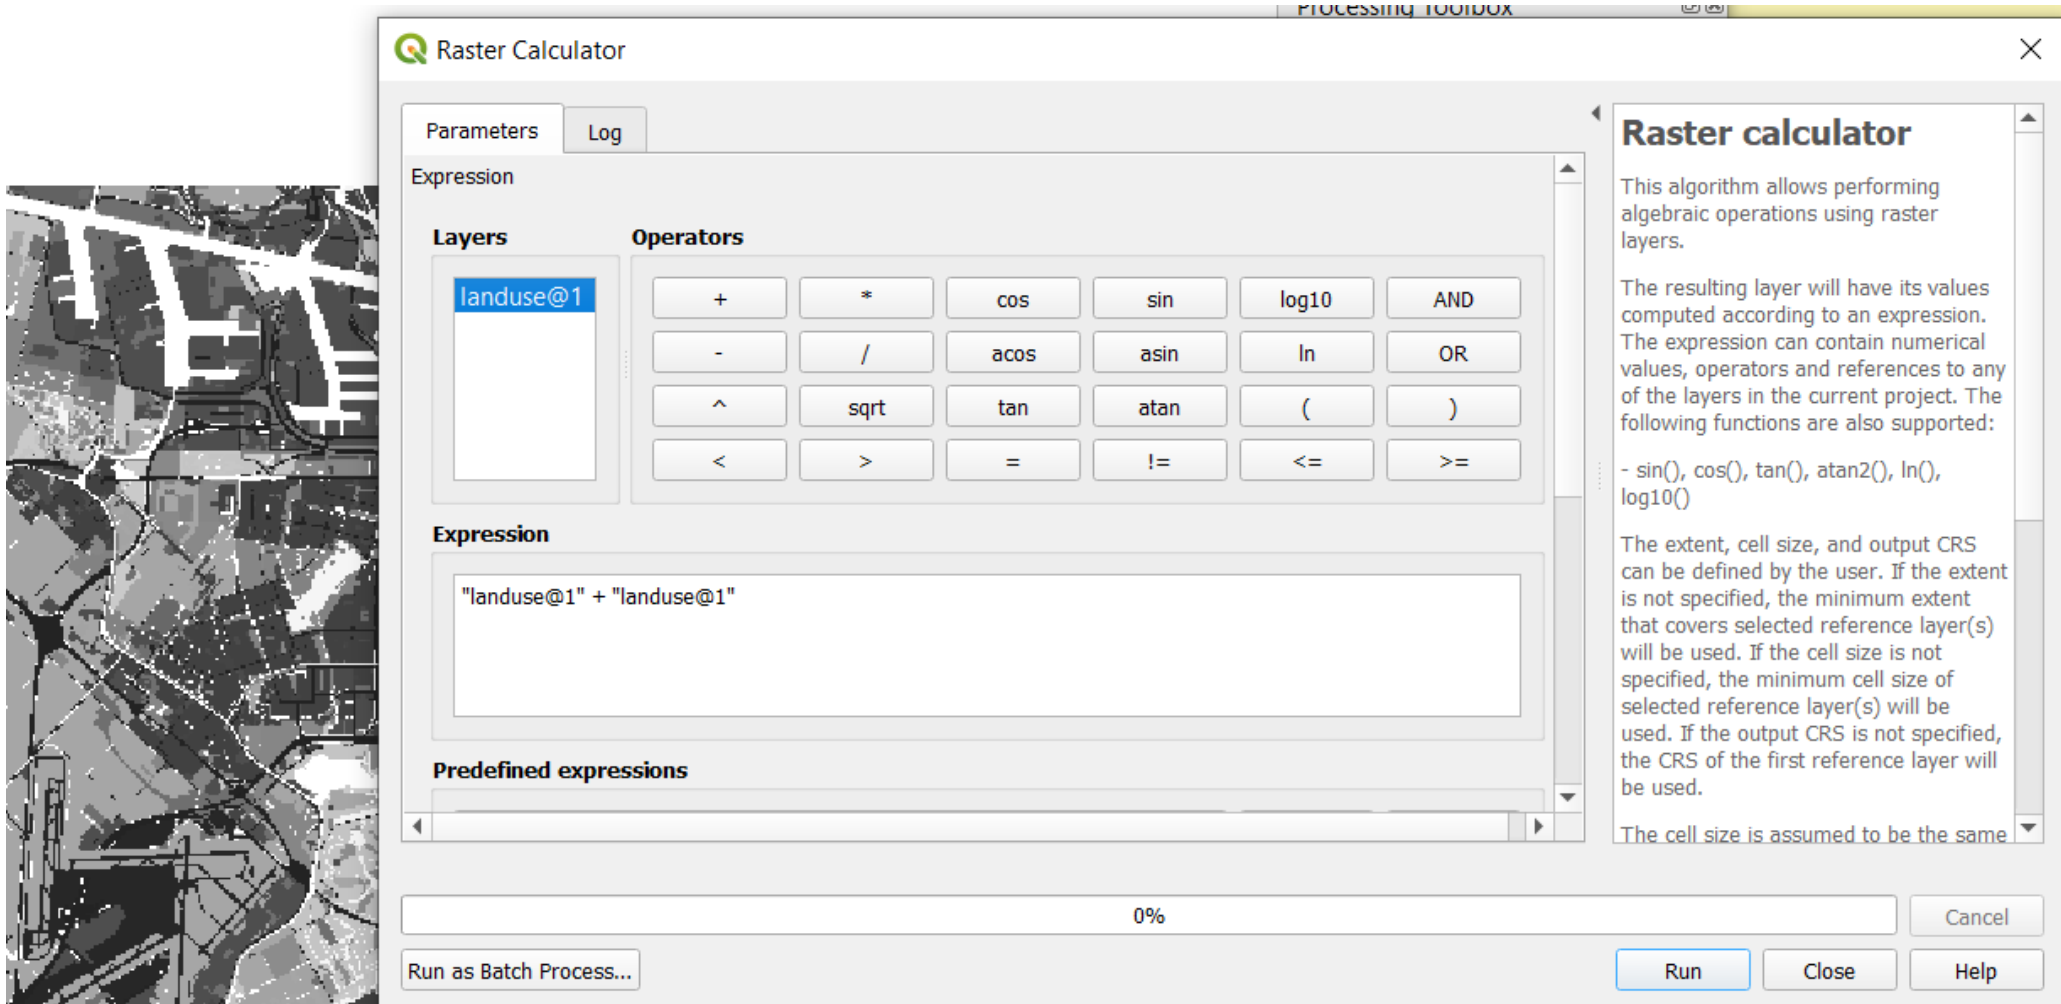 Processing Toolbox
Raster Calculator
Parameters
Log
Expression
Layers
Operators
landuse@1
+
*
cos
sin
log10
AND
-
/
acos
asin
ln
OR
^
sqrt
tan
atan
(
)
<
>
=
!=
<=
>=
Expression
"landuse@1" + "landuse@1"
Predefined expressions
Raster calculator
This algorithm allows performing
algebraic operations using raster
layers.
The resulting layer will have its values
computed according to an expression.
The expression can contain numerical
values, operators and references to any
of the layers in the current project. The
following functions are also supported:
- sin(), cos(), tan(), atan2(), ln(),
log10()
The extent, cell size, and output CRS
can be defined by the user. If the extent
is not specified, the minimum extent
that covers selected reference layer(s)
will be used. If the cell size is not
specified, the minimum cell size of
selected reference layer(s) will be
used. If the output CRS is not specified,
the CRS of the first reference layer will
be used.
The cell size is assumed to be the same
0%
Cancel
Run as Batch Process...
Run
Close
Help